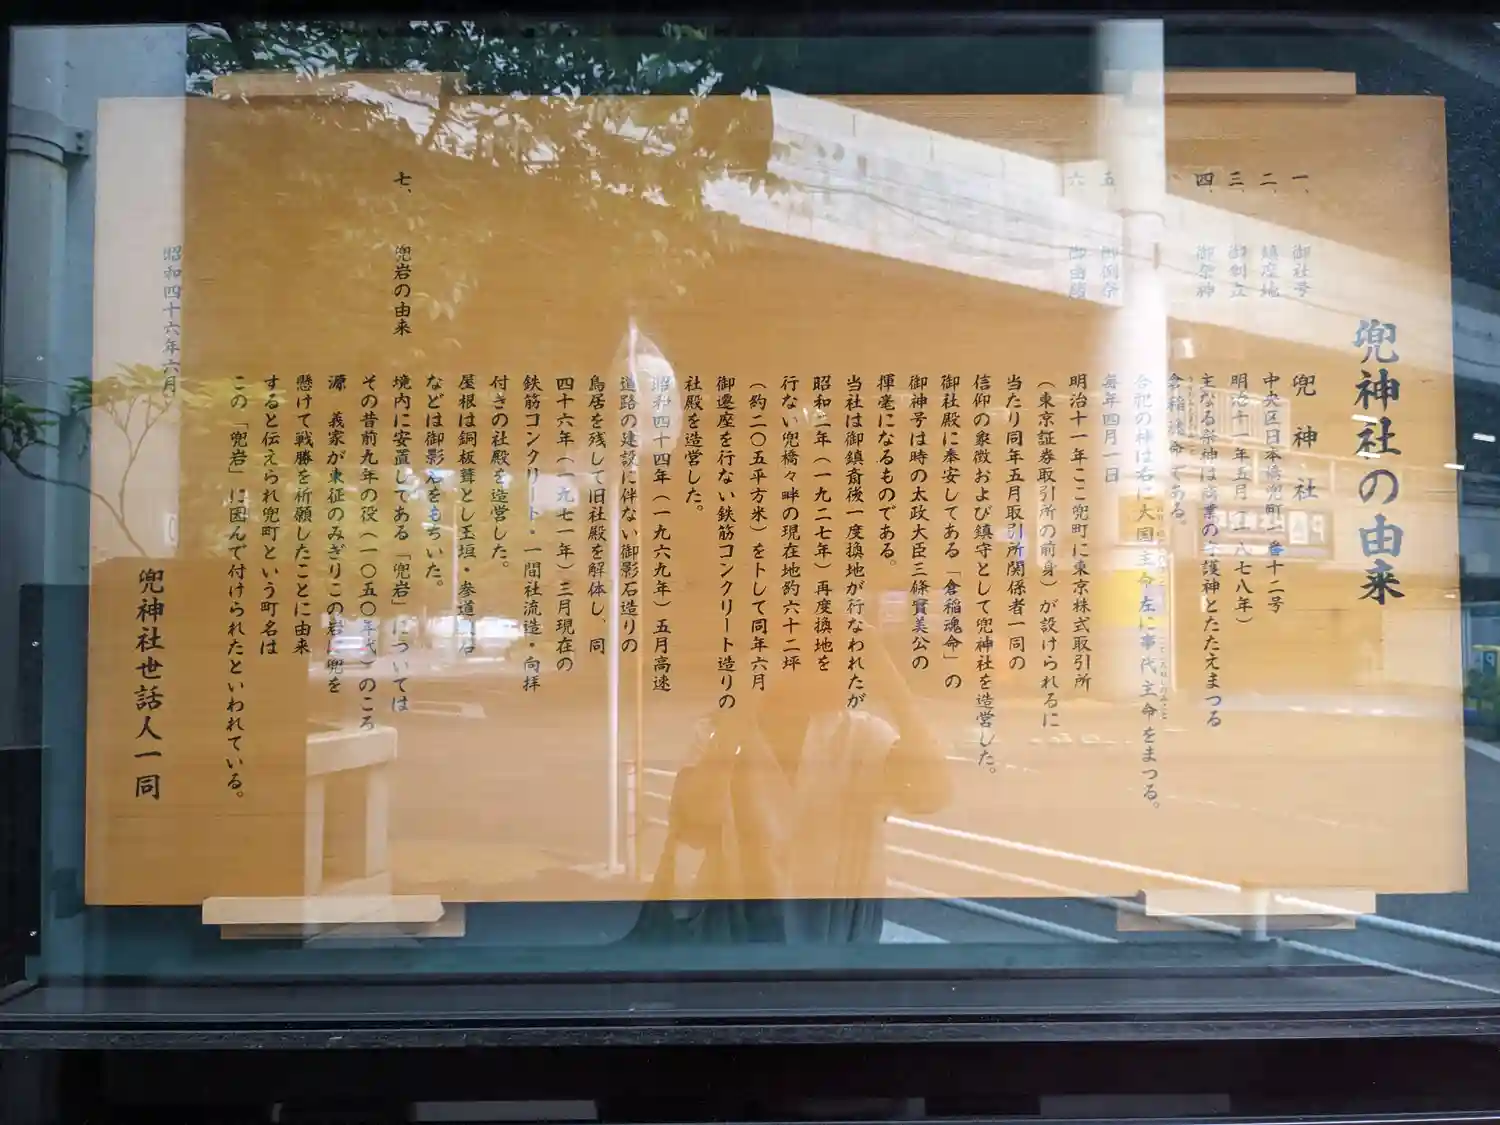 兜神社の由来
一、 御社号 兜神社
二、 鎮座地 中央区日本橋兜町一番十二号
三、 御創立 明治十一年五月(一八七八年)
四、 御祭神 主なる祭神は商業の守護神とたたえまつる
倉稲魂命である。
合祀の神は右に大国主命左に事代主命をまつる。
五、 御例祭 毎年四月一日
六、 御由緒 明治十一年ここ兜町に東京株式取引所
(東京証券取引所の前身)が設けられるに
当たり同年五月取引所関係者一同の
信仰の象徴および鎮守として兜神社を造営した。
御社殿に奉安してある「倉稲魂命」の
御神号は時の太政大臣三條實美公の
揮毫になるものである。
当社は御鎮斎後一度換地が行なわれたが
昭和二年(一九二七年)再度換地を
行ない兜橋々畔の現在地約六十二坪
(約二〇五平方米)を卜して同年六月
御遷座を行ない鉄筋コンクリート造りの
社殿を造営した。
昭和四十四年(一九六九年)五月高速
道路の建設に伴ない御影石造りの
鳥居を残して旧社殿を解体し、同
四十六年(一九七一年)三月現在の
鉄筋コンクリート・一間社流造・向拝
付きの社殿を造営した。
屋根は銅板葺とし玉垣・参道敷石
などは御影石をもちいた。
七、 兜岩の由来 境内に安置してある「兜岩」については
その昔前九年の役(一〇五〇年代)のころ
源 義家が東征のみぎりこの岩に兜を
懸けて戦勝を祈願したことに由来
すると伝えられ兜町という町名は
この「兜岩」に因んで付けられたといわれている。
昭和四十六年六月
兜神社世話人一同